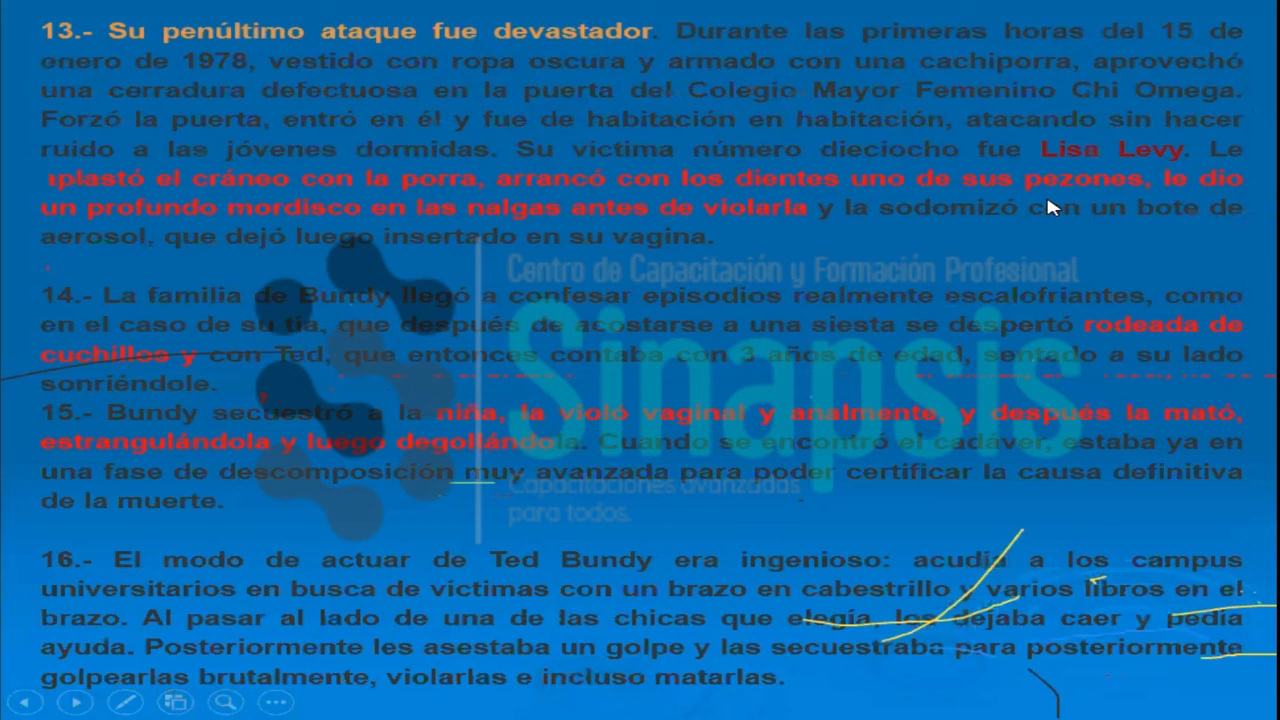 13.- Su penúltimo ataque fue devastador. Durante las primeras horas del 15 de
enero de 1978, vestido con ropa oscura y armado con una cachiporra, aprovechó
una cerradura defectuosa en la puerta del Colegio Mayor Femenino Chi Omega.
Forzó la puerta, entró en él y fue de habitación en habitación, atacando sin hacer
ruido a las jóvenes dormidas. Su víctima número dieciocho fue Lisa Levy. Le
aplastó el cráneo con la porra, arrancó con los dientes uno de sus pezones, le dio
un profundo mordisco en las nalgas antes de violarla y la sodomizó con un bote de
aerosol, que dejó luego insertado en su vagina.
Centro de Capacitación y Formación Profesional
Sinapsis
Capacitaciones avanzadas
para todos.
14.- La familia de Bundy llegó a confesar episodios realmente escalofriantes, como
en el caso de su tía, que después de acostarse a una siesta se despertó rodeada de
cuchillos y con Ted, que entonces contaba con 3 años de edad, sentado a su lado
sonriéndole.
15.- Bundy secuestró a la niña, la violó vaginal y analmente, y después la mató,
estrangulándola y luego degollándola. Cuando se encontró el cadáver, estaba ya en
una fase de descomposición muy avanzada para poder certificar la causa definitiva
de la muerte.
16.- El modo de actuar de Ted Bundy era ingenioso: acudía a los campus
universitarios en busca de víctimas con un brazo en cabestrillo y varios libros en el
brazo. Al pasar al lado de una de las chicas que elegía, los dejaba caer y pedía
ayuda. Posteriormente les asestaba un golpe y las secuestraba para posteriormente
golpearlas brutalmente, violarlas e incluso matarlas.